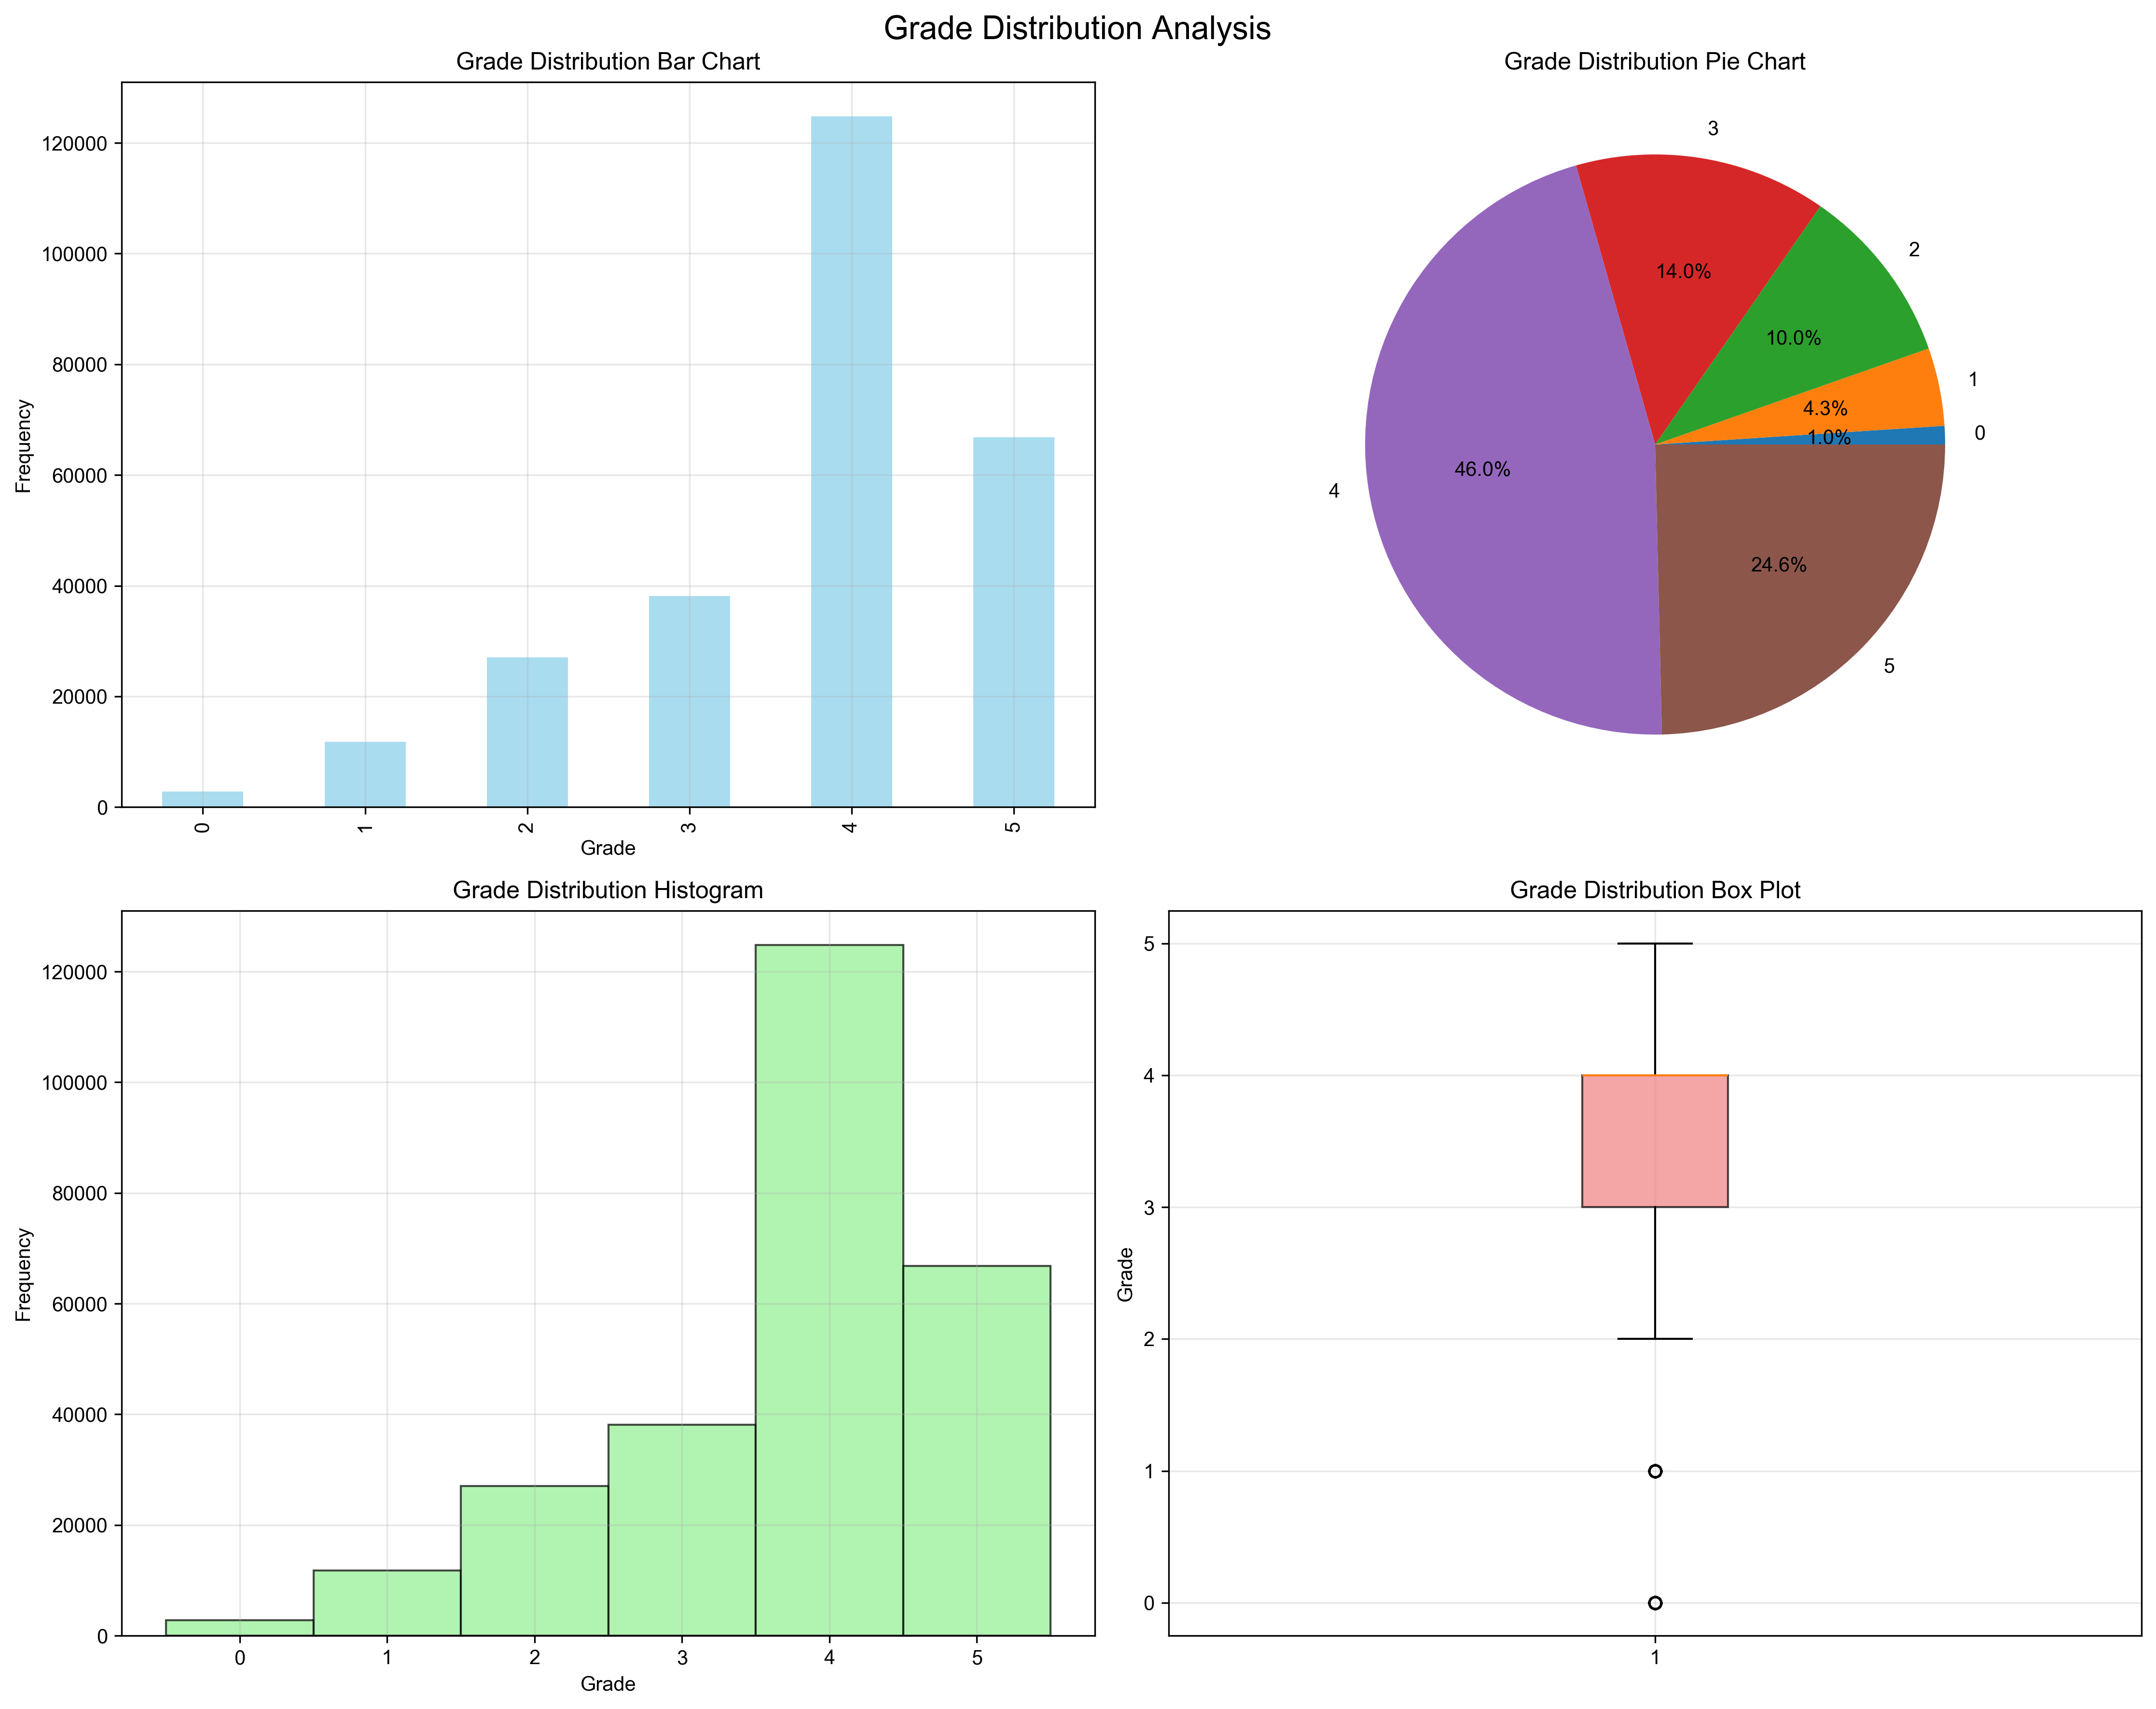 Grade Distribution Analysis
Grade Distribution Bar Chart
Frequency
120000
100000
80000
60000
40000
20000
0
0 1 2 3 4 5
Grade
Grade Distribution Pie Chart
3
2
14.0%
10.0%
1
4.3%
0
1.0%
46.0%
4
24.6%
5
Grade Distribution Histogram
Frequency
120000
100000
80000
60000
40000
20000
0
0 1 2 3 4 5
Grade
Grade Distribution Box Plot
Grade
5
4
3
2
1
0
1